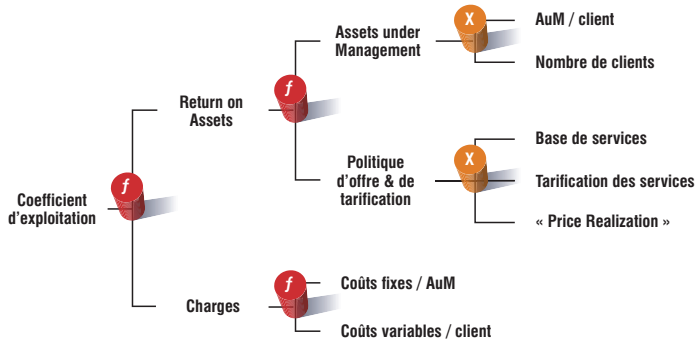 AuM / client
Assets under
Management
Nombre de clients
Return on
Assets
Base de services
Politique
d'offre & de
tarification
Tarification des services
« Price Realization »
Coefficient
d'exploitation
Coûts fixes / AuM
Charges
Coûts variables / client
X
f
X
f
f